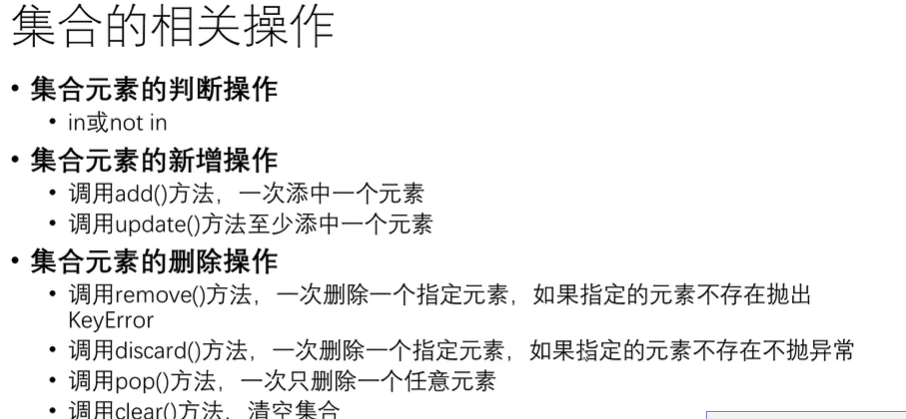 集合的相关操作
• 集合元素的判断操作
• in或not in
• 集合元素的新增操作
• 调用add()方法，一次添中一个元素
• 调用update()方法至少添中一个元素
• 集合元素的删除操作
• 调用remove()方法，一次删除一个指定元素，如果指定的元素不存在抛出
KeyError
• 调用discard()方法，一次删除一个指定元素，如果指定的元素不存在不抛异常
• 调用pop()方法，一次只删除一个任意元素
• 调用clear()方法，清空集合